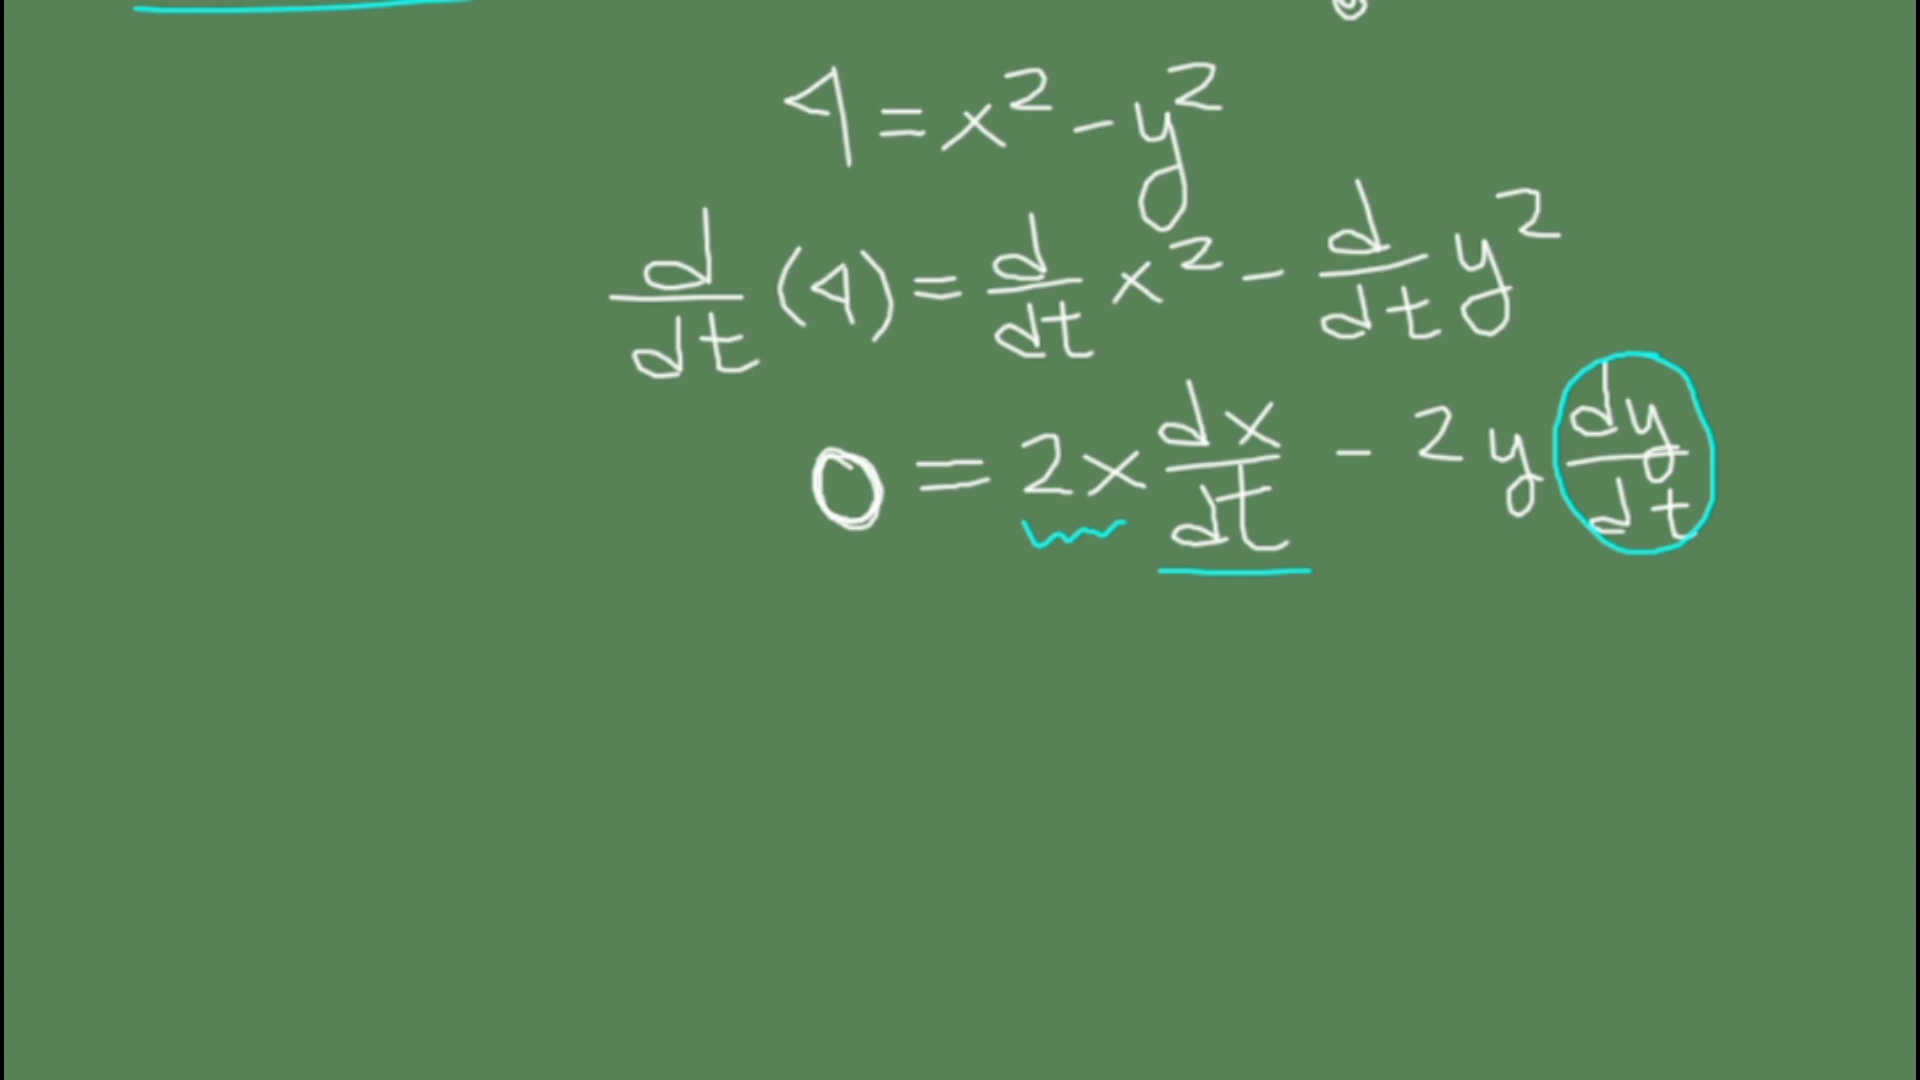 4 = x² - y²
d/dt (4) = d/dt x² - d/dt y²
0 = 2x dx/dt - 2y dy/dt